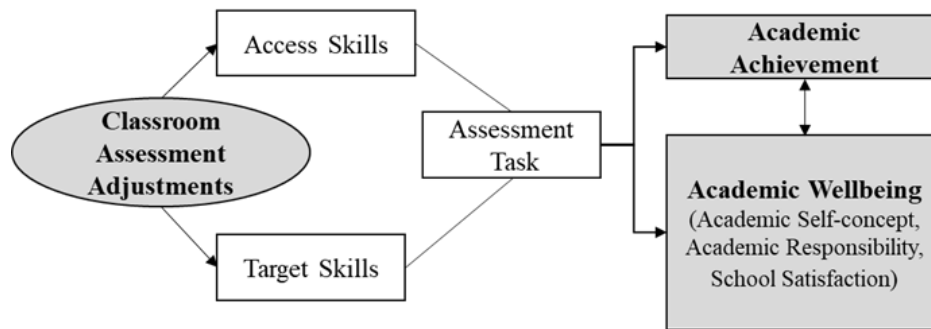 Access Skills
Classroom
Assessment
Adjustments
Target Skills
Assessment
Task
Academic
Achievement
Academic Wellbeing
(Academic Self-concept,
Academic Responsibility,
School Satisfaction)